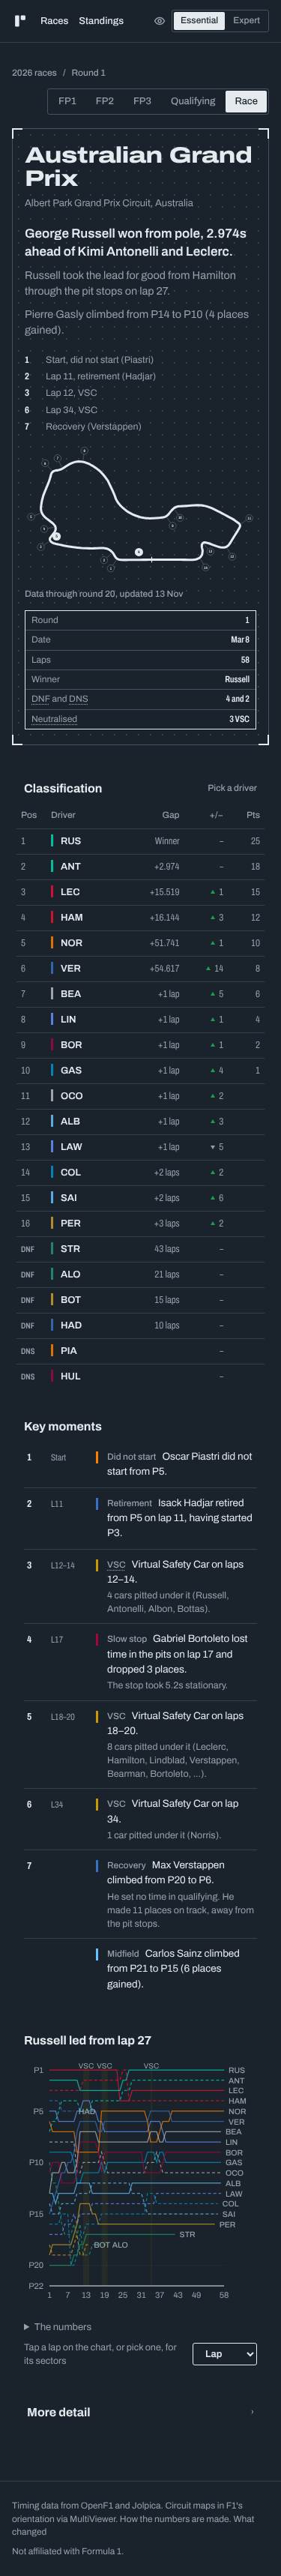 Races Standings Essential Expert
2026 races / Round 1
FP1 FP2 FP3 Qualifying Race
Australian Grand
Prix
Albert Park Grand Prix Circuit, Australia
George Russell won from pole, 2.974s
ahead of Kimi Antonelli and Leclerc.
Russell took the lead for good from Hamilton
through the pit stops on lap 27.
Pierre Gasly climbed from P14 to P10 (4 places
gained).
1 Start, did not start (Piastri)
2 Lap 11, retirement (Hadjar)
3 Lap 12, VSC
6 Lap 34, VSC
7 Recovery (Verstappen)
Data through round 20, updated 13 Nov
Round 1
Date Mar 8
Laps 58
Winner Russell
DNF and DNS 4 and 2
Neutralised 3 VSC
Classification Pick a driver
Pos Driver Gap +/− Pts
1 RUS Winner – 25
2 ANT +2.974 – 18
3 LEC +15.519 ▲ 1 15
4 HAM +16.144 ▲ 3 12
5 NOR +51.741 ▲ 1 10
6 VER +54.617 ▲ 14 8
7 BEA +1 lap ▲ 5 6
8 LIN +1 lap ▲ 1 4
9 BOR +1 lap ▲ 1 2
10 GAS +1 lap ▲ 4 1
11 OCO +1 lap ▲ 2
12 ALB +1 lap ▲ 3
13 LAW +1 lap ▼ 5
14 COL +2 laps ▲ 2
15 SAI +2 laps ▲ 6
16 PER +3 laps ▲ 2
DNF STR 43 laps –
DNF ALO 21 laps –
DNF BOT 15 laps –
DNF HAD 10 laps –
DNS PIA –
DNS HUL –
Key moments
1 Start Did not start Oscar Piastri did not
start from P5.
2 L11 Retirement Isack Hadjar retired
from P5 on lap 11, having started
P3.
3 L12–14 VSC Virtual Safety Car on laps
12–14.
4 cars pitted under it (Russell,
Antonelli, Albon, Bottas).
4 L17 Slow stop Gabriel Bortoleto lost
time in the pits on lap 17 and
dropped 3 places.
The stop took 5.2s stationary.
5 L18–20 VSC Virtual Safety Car on laps
18–20.
8 cars pitted under it (Leclerc,
Hamilton, Lindblad, Verstappen,
Bearman, Bortoleto, ...).
6 L34 VSC Virtual Safety Car on lap
34.
1 car pitted under it (Norris).
7 Recovery Max Verstappen
climbed from P20 to P6.
He set no time in qualifying. He
made 11 places on track, away from
the pit stops.
Midfield Carlos Sainz climbed
from P21 to P15 (6 places
gained).
Russell led from lap 27
VSC VSC VSC
P1 RUS
ANT
LEC
HAM
P5 HAD NOR
VER
BEA
LIN
BOR
P10 GAS
OCO
ALB
LAW
COL
P15 SAI
PER
STR
BOT ALO
P20
P22
1 7 13 19 25 31 37 43 49 58
▶ The numbers
Tap a lap on the chart, or pick one, for
its sectors
Lap
More detail ›
Timing data from OpenF1 and Jolpica. Circuit maps in F1's
orientation via MultiViewer. How the numbers are made. What
changed
Not affiliated with Formula 1.